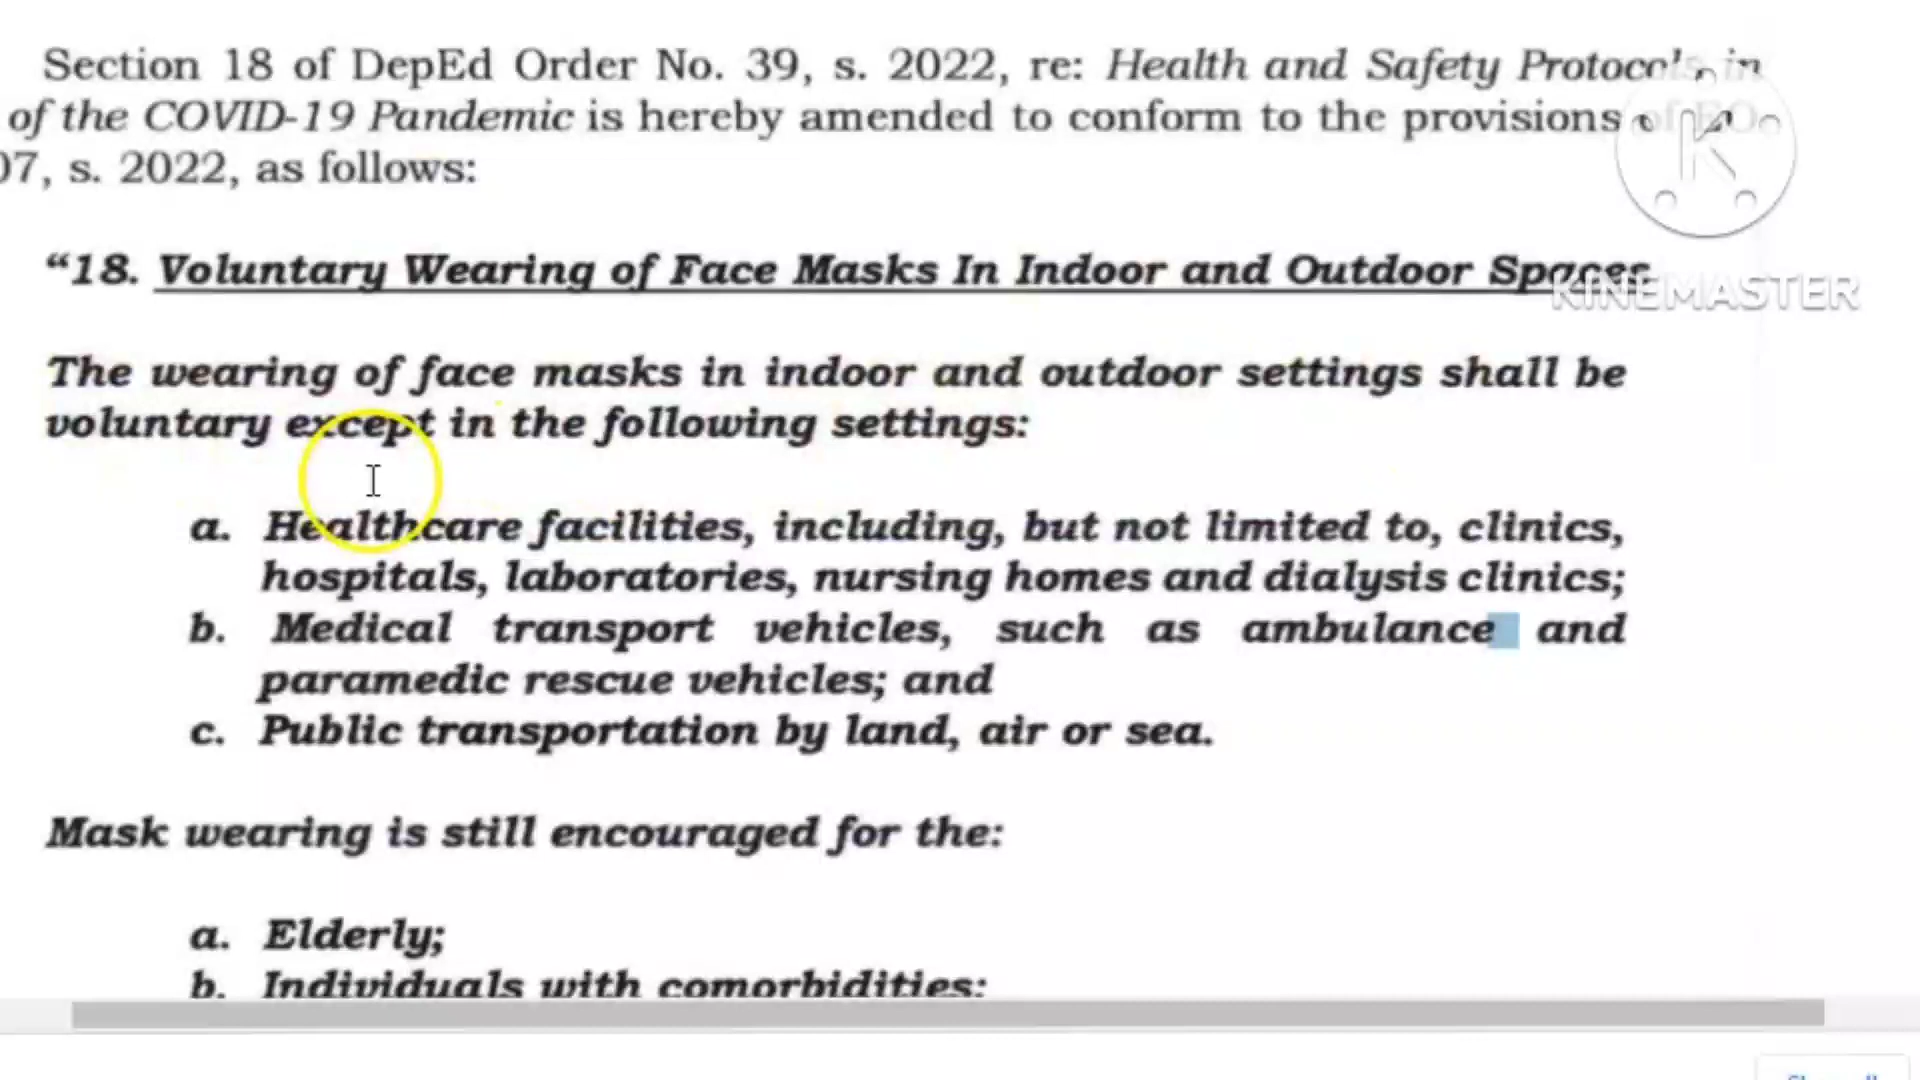 Section 18 of DepEd Order No. 39, s. 2022, re: Health and Safety Protocols in
of the COVID-19 Pandemic is hereby amended to conform to the provisions of EO
07, s. 2022, as follows:
“18. Voluntary Wearing of Face Masks In Indoor and Outdoor Spaces
KINEMASTER
The wearing of face masks in indoor and outdoor settings shall be
voluntary except in the following settings:
a. Healthcare facilities, including, but not limited to, clinics,
hospitals, laboratories, nursing homes and dialysis clinics;
b. Medical transport vehicles, such as ambulance and
paramedic rescue vehicles; and
c. Public transportation by land, air or sea.
Mask wearing is still encouraged for the:
a. Elderly;
b. Individuals with comorbidities;